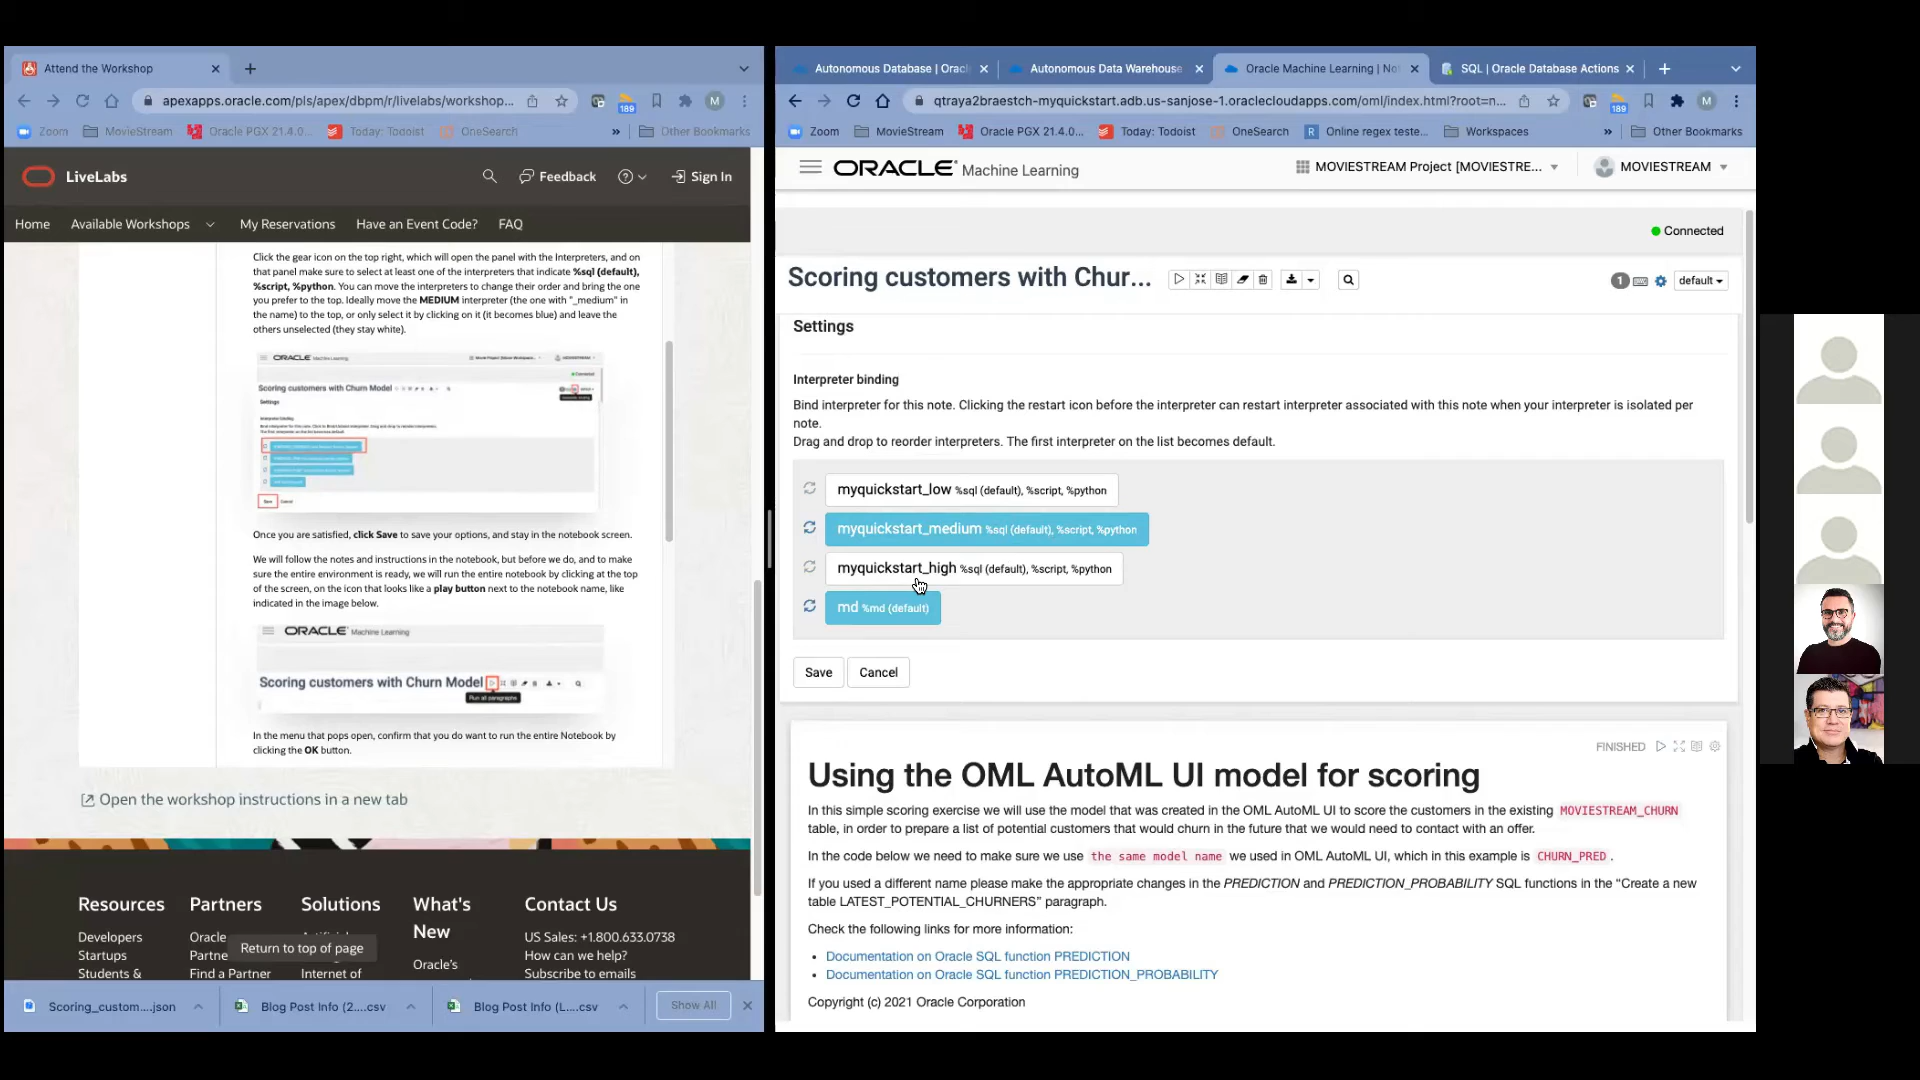 Attend the Workshop
apexapps.oracle.com/pls/apex/dbpm/r/livelabs/workshop...
189
M
Zoom MovieStream Oracle PGX 21.4.0... Today: Todoist OneSearch » Other Bookmarks
LiveLabs
Feedback
Sign In
Home Available Workshops My Reservations Have an Event Code? FAQ
Click the gear icon on the top right, which will open the panel with the Interpreters, and on
that panel make sure to select at least one of the interpreters that indicate %sql (default),
%script, %python. You can move the interpreters to change their order and bring the one
you prefer to the top. Ideally move the MEDIUM interpreter (the one with "_medium" in
the name) to the top, or only select it by clicking on it (it becomes blue) and leave the
others unselected (they stay white).
ORACLE Machine Learning
Connected
Scoring customers with Churn Model
Settings
Save Cancel
Once you are satisfied, click Save to save your options, and stay in the notebook screen.
We will follow the notes and instructions in the notebook, but before we do, and to make
sure the entire environment is ready, we will run the entire notebook by clicking at the top
of the screen, on the icon that looks like a play button next to the notebook name, like
indicated in the image below.
ORACLE Machine Learning
Scoring customers with Churn Model
Run all paragraphs
In the menu that pops open, confirm that you do want to run the entire Notebook by
clicking the OK button.
Open the workshop instructions in a new tab
Resources
Developers
Startups
Students &
Partners
Oracle
Partne
Find a Partner
Solutions
Internet of
What's
New
Oracle's
Contact Us
US Sales: +1.800.633.0738
How can we help?
Subscribe to emails
Return to top of page
Scoring_custom....json
Blog Post Info (2....csv
Blog Post Info (L....csv
Show All
Autonomous Database | Oracl
Autonomous Data Warehouse
Oracle Machine Learning | No
SQL | Oracle Database Actions
qtraya2braestch-myquickstart.adb.us-sanjose-1.oraclecloudapps.com/oml/index.html?root=n...
189
M
Zoom MovieStream Oracle PGX 21.4.0... Today: Todoist OneSearch R Online regex teste... Workspaces » Other Bookmarks
ORACLE Machine Learning
MOVIESTREAM Project [MOVIESTRE...
MOVIESTREAM
Connected
Scoring customers with Chur...
1
default
Settings
Interpreter binding
Bind interpreter for this note. Clicking the restart icon before the interpreter can restart interpreter associated with this note when your interpreter is isolated per
note.
Drag and drop to reorder interpreters. The first interpreter on the list becomes default.
myquickstart_low %sql (default), %script, %python
myquickstart_medium %sql (default), %script, %python
myquickstart_high %sql (default), %script, %python
md %md (default)
Save Cancel
FINISHED
Using the OML AutoML UI model for scoring
In this simple scoring exercise we will use the model that was created in the OML AutoML UI to score the customers in the existing MOVIESTREAM_CHURN
table, in order to prepare a list of potential customers that would churn in the future that we would need to contact with an offer.
In the code below we need to make sure we use the same model name we used in OML AutoML UI, which in this example is CHURN_PRED .
If you used a different name please make the appropriate changes in the PREDICTION and PREDICTION_PROBABILITY SQL functions in the “Create a new
table LATEST_POTENTIAL_CHURNERS” paragraph.
Check the following links for more information:
• Documentation on Oracle SQL function PREDICTION
• Documentation on Oracle SQL function PREDICTION_PROBABILITY
Copyright (c) 2021 Oracle Corporation